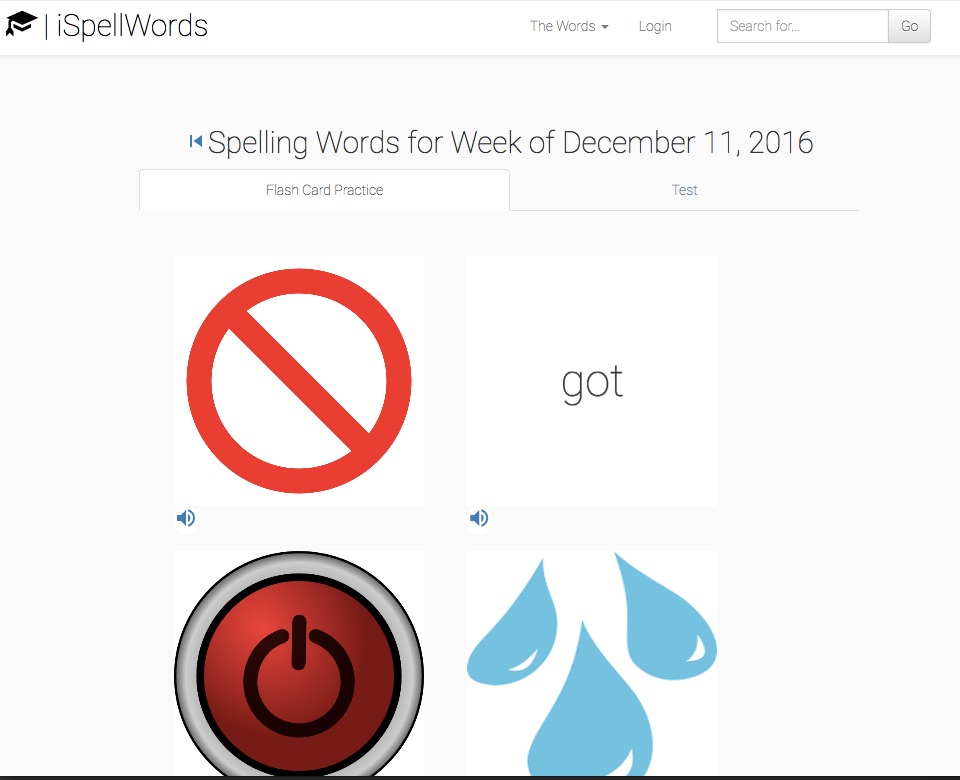 | iSpellWords
The Words
Login
Search for...
Go
Spelling Words for Week of December 11, 2016
Flash Card Practice
Test
got